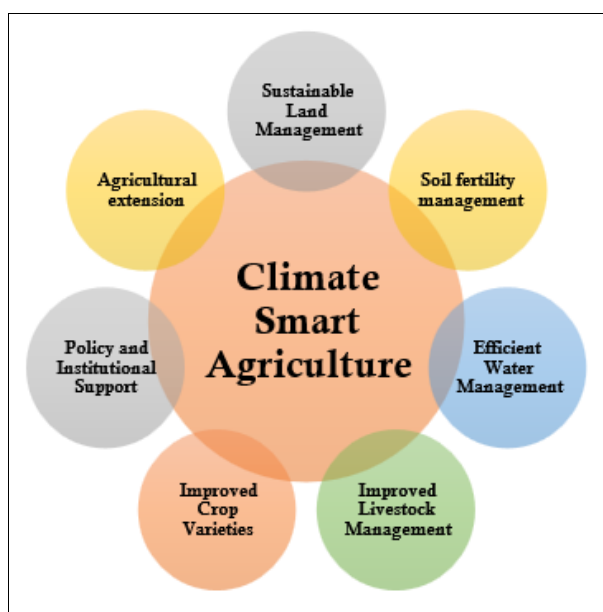 Sustainable
Land
Management
Agricultural
extension
Soil fertility
management
Climate
Smart
Agriculture
Policy and
Institutional
Support
Efficient
Water
Management
Improved
Crop
Varieties
Improved
Livestock
Management